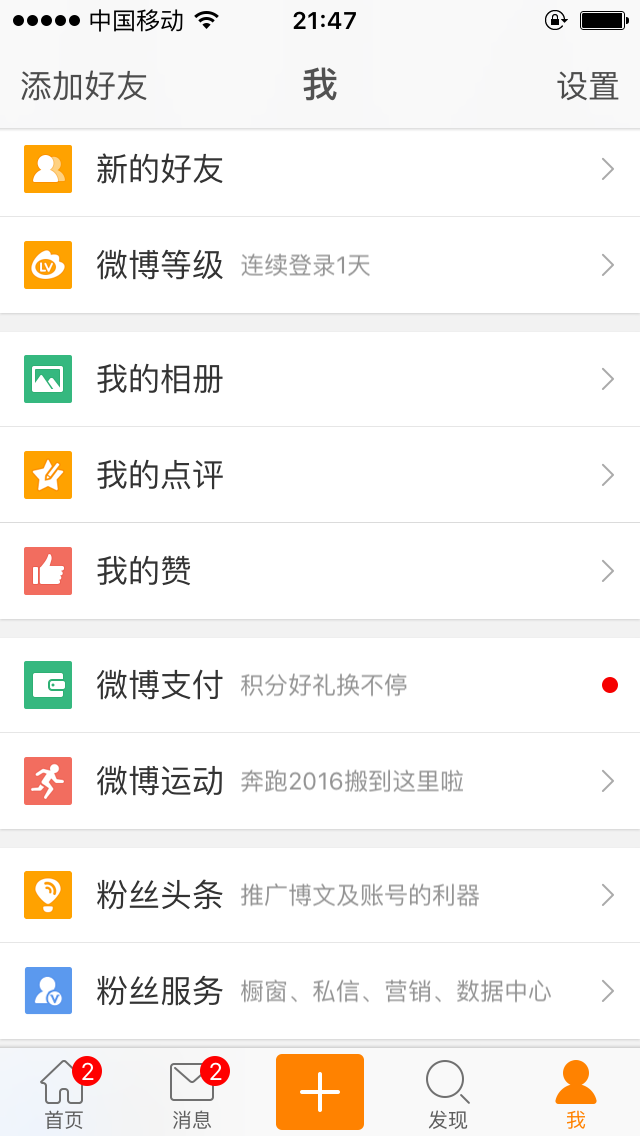 中国移动 21:47
添加好友 我 设置
新的好友
LV 微博等级 连续登录1天
我的相册
我的点评
我的赞
微博支付 积分好礼换不停
微博运动 奔跑2016搬到这里啦
粉丝头条 推广博文及账号的利器
V 粉丝服务 橱窗、私信、营销、数据中心
2 2
首页 消息 发现 我